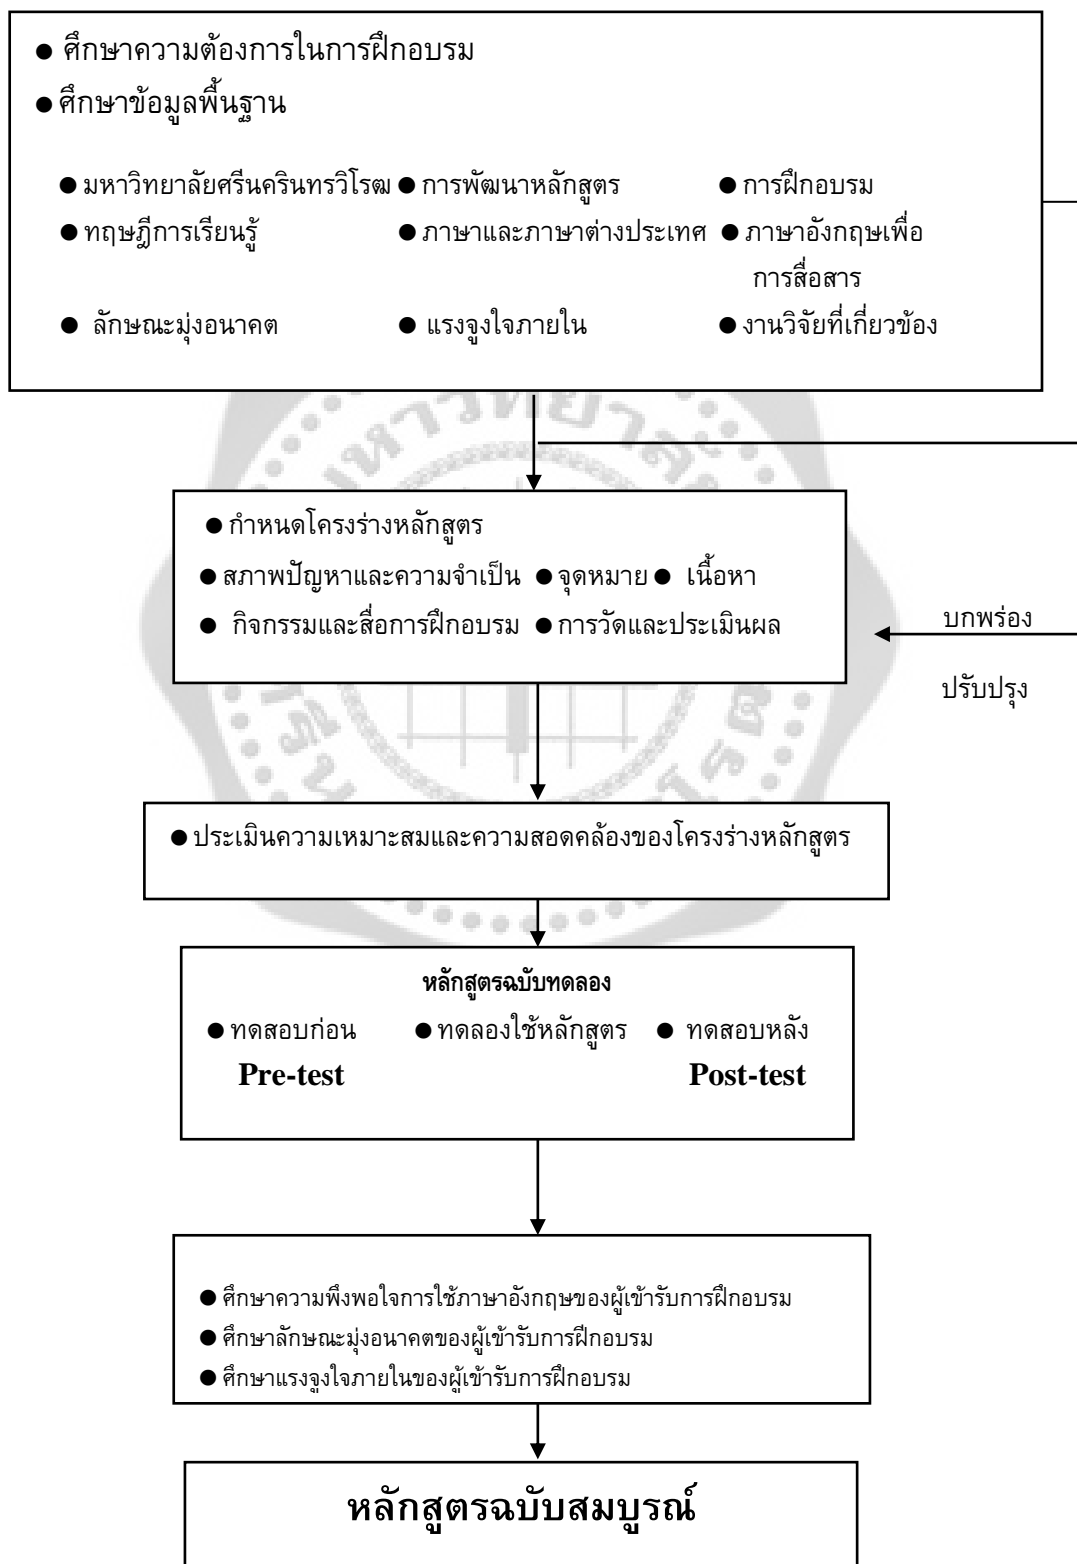 ● ศึกษาความต้องการในการฝึกอบรม
● ศึกษาข้อมูลพื้นฐาน
● มหาวิทยาลัยศรีนครินทรวิโรฒ ● การพัฒนาหลักสูตร ● การฝึกอบรม
● ทฤษฎีการเรียนรู้ ● ภาษาและภาษาต่างประเทศ ● ภาษาอังกฤษเพื่อ
การสื่อสาร
● ลักษณะมุ่งอนาคต ● แรงจูงใจภายใน ● งานวิจัยที่เกี่ยวข้อง
● กำหนดโครงร่างหลักสูตร
● สภาพปัญหาและความจำเป็น ● จุดหมาย ● เนื้อหา
● กิจกรรมและสื่อการฝึกอบรม ● การวัดและประเมินผล
บกพร่อง
ปรับปรุง
● ประเมินความเหมาะสมและความสอดคล้องของโครงร่างหลักสูตร
หลักสูตรฉบับทดลอง
● ทดสอบก่อน ● ทดลองใช้หลักสูตร ● ทดสอบหลัง
Pre-test Post-test
● ศึกษาความพึงพอใจการใช้ภาษาอังกฤษของผู้เข้ารับการฝึกอบรม
● ศึกษาลักษณะมุ่งอนาคตของผู้เข้ารับการฝึกอบรม
● ศึกษาแรงจูงใจภายในของผู้เข้ารับการฝึกอบรม
หลักสูตรฉบับสมบูรณ์